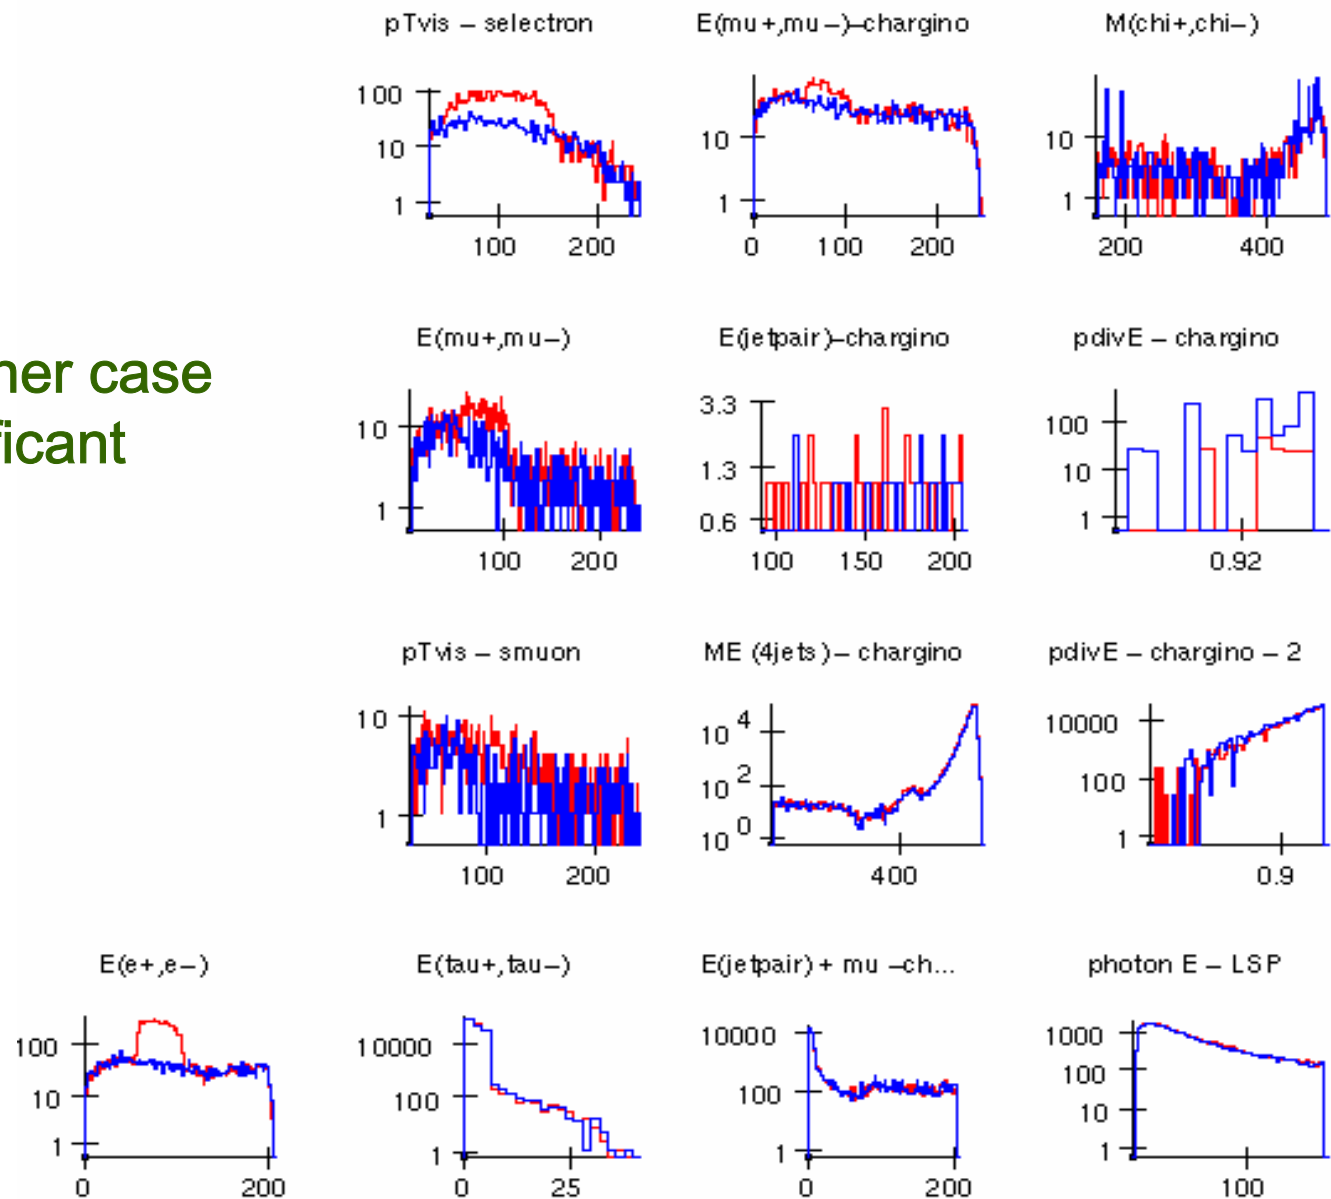 pTvis – selectron
E(mu+,mu–)–chargino
M(chi+,chi–)
100
10
1
100 200
10
1
0 100 200
10
1
200 400
ner case
ficant
E(mu+,mu–)
E(jetpair)–chargino
pdivE – chargino
10
1
100 200
3.3
1.3
0.6
100 150 200
100
10
1
0.92
pTvis – smuon
ME (4jets) – chargino
pdivE – chargino – 2
10
1
100 200
10 4
10 2
10 0
400
10000
100
1
0.9
E(e+,e–)
E(tau+,tau–)
E(jetpair) + mu –ch...
photon E – LSP
100
10
1
0 200
10000
100
1
0 25
10000
100
1
0 200
1000
100
10
1
100